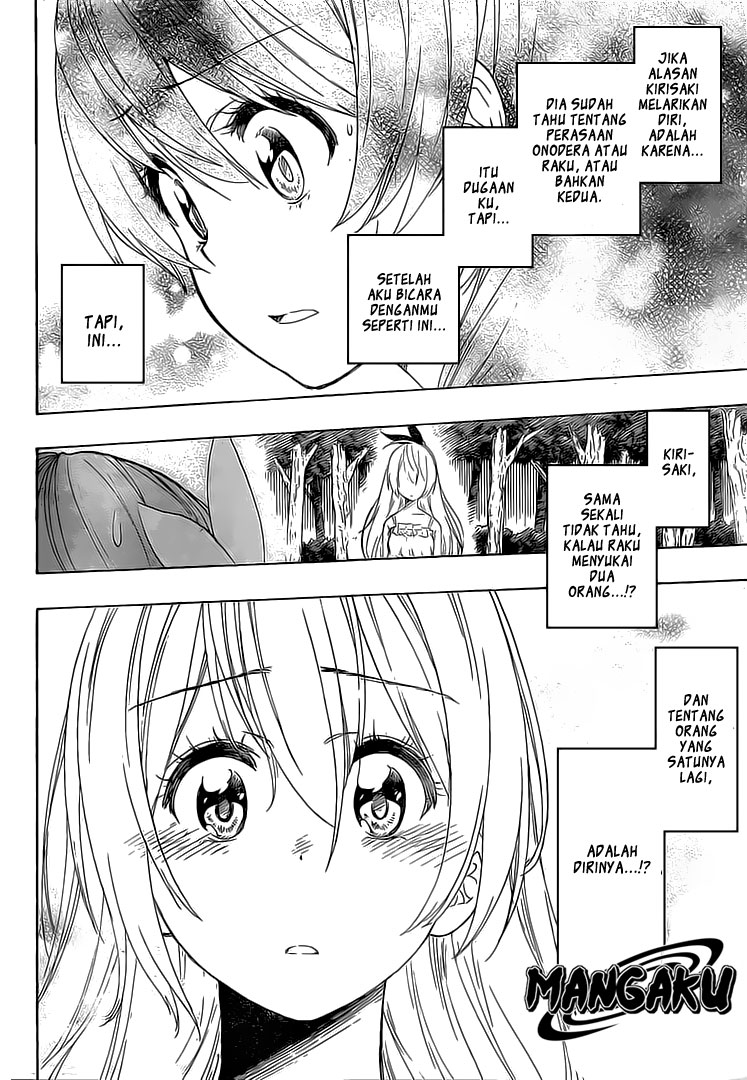 JIKA
ALASAN
KIRISAKI
MELARIKAN
DIRI,
ADALAH
KARENA...
DIA SUDAH
TAHU TENTANG
PERASAAN
ONODERA ATAU
RAKU, ATAU
BAHKAN
KEDUA.
ITU
DUGAAN
KU,
TAPI...
SETELAH
AKU BICARA
DENGANMU
SEPERTI INI...
TAPI,
INI...
KIRI-
SAKI,
SAMA
SEKALI
TIDAK TAHU,
KALAU RAKU
MENYUKAI
DUA
ORANG...!?
DAN
TENTANG
ORANG
YANG
SATUNYA
LAGI,
ADALAH
DIRINYA...!?
MANGAKU